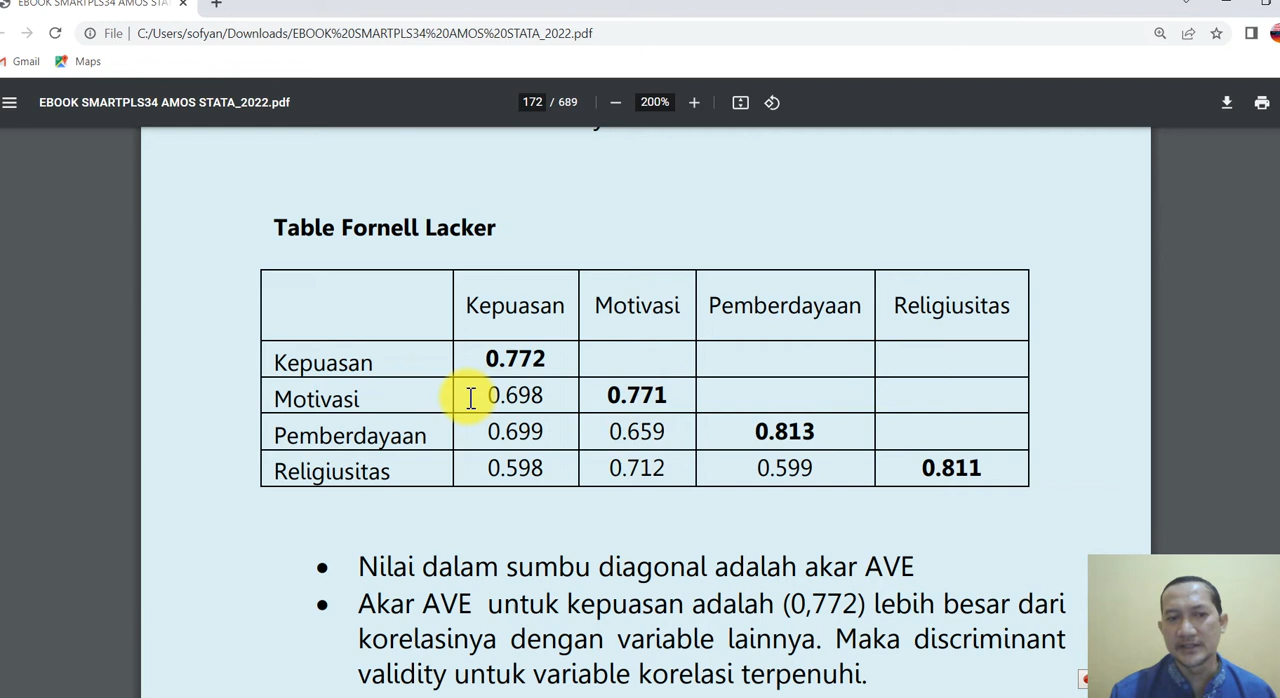 EBOOK SMARTPLS34 AMOS STA
File | C:/Users/sofyan/Downloads/EBOOK%20SMARTPLS34%20AMOS%20STATA_2022.pdf
Gmail Maps
EBOOK SMARTPLS34 AMOS STATA_2022.pdf 172 / 689 200%
Table Fornell Lacker
Kepuasan Motivasi Pemberdayaan Religiusitas
Kepuasan 0.772
Motivasi 0.698 0.771
Pemberdayaan 0.699 0.659 0.813
Religiusitas 0.598 0.712 0.599 0.811
• Nilai dalam sumbu diagonal adalah akar AVE
• Akar AVE untuk kepuasan adalah (0,772) lebih besar dari
korelasinya dengan variable lainnya. Maka discriminant
validity untuk variable korelasi terpenuhi.